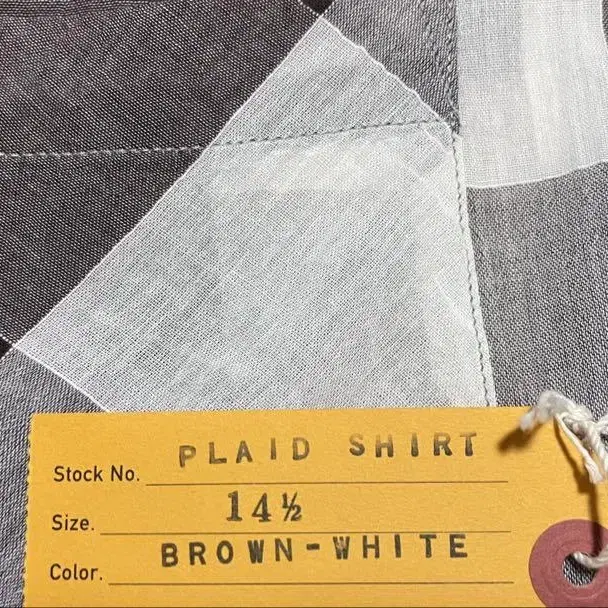 Stock No. PLAID SHIRT
Size. 14½
Color. BROWN-WHITE